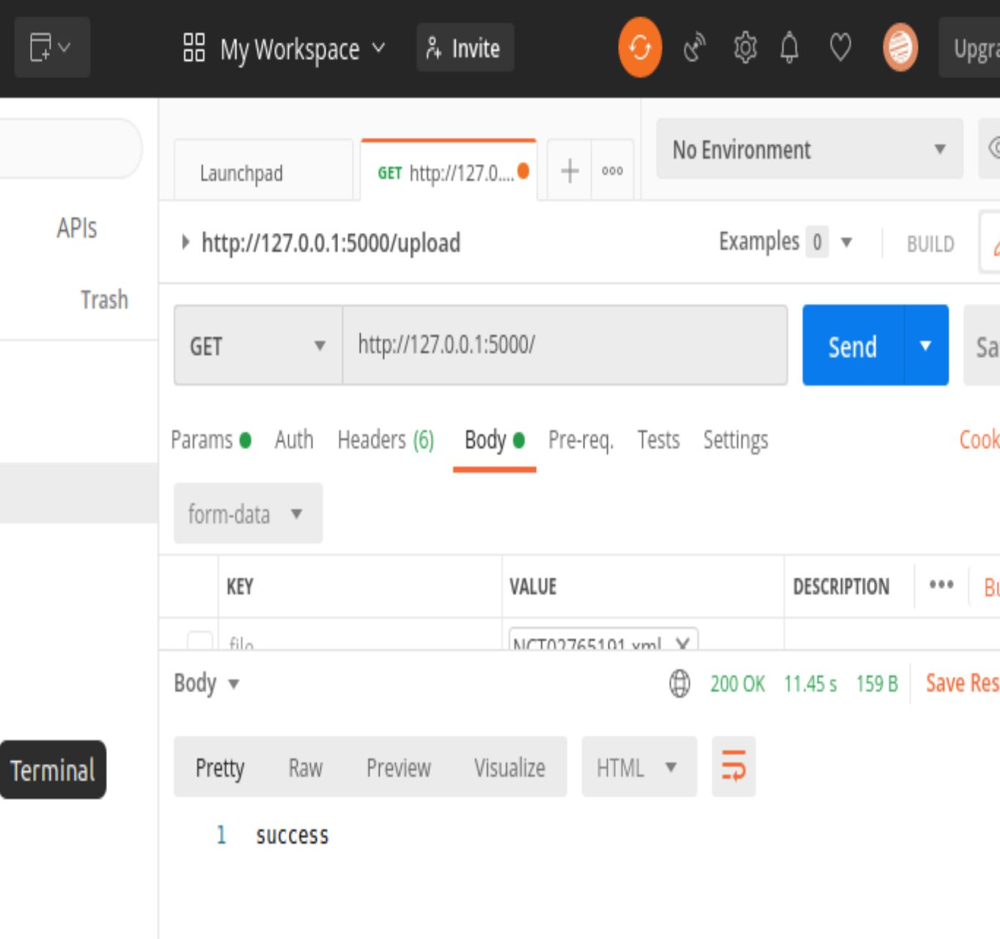 My Workspace Invite Upgra
Launchpad GET http://127.0.... No Environment
APIs
http://127.0.0.1:5000/upload Examples 0 BUILD
Trash
GET http://127.0.0.1:5000/ Send Sa
Params Auth Headers (6) Body Pre-req. Tests Settings Cook
form-data
KEY VALUE DESCRIPTION Bu
file NCT02765191.xml
Body 200 OK 11.45 s 159 B Save Res
Terminal
Pretty Raw Preview Visualize HTML
1 success